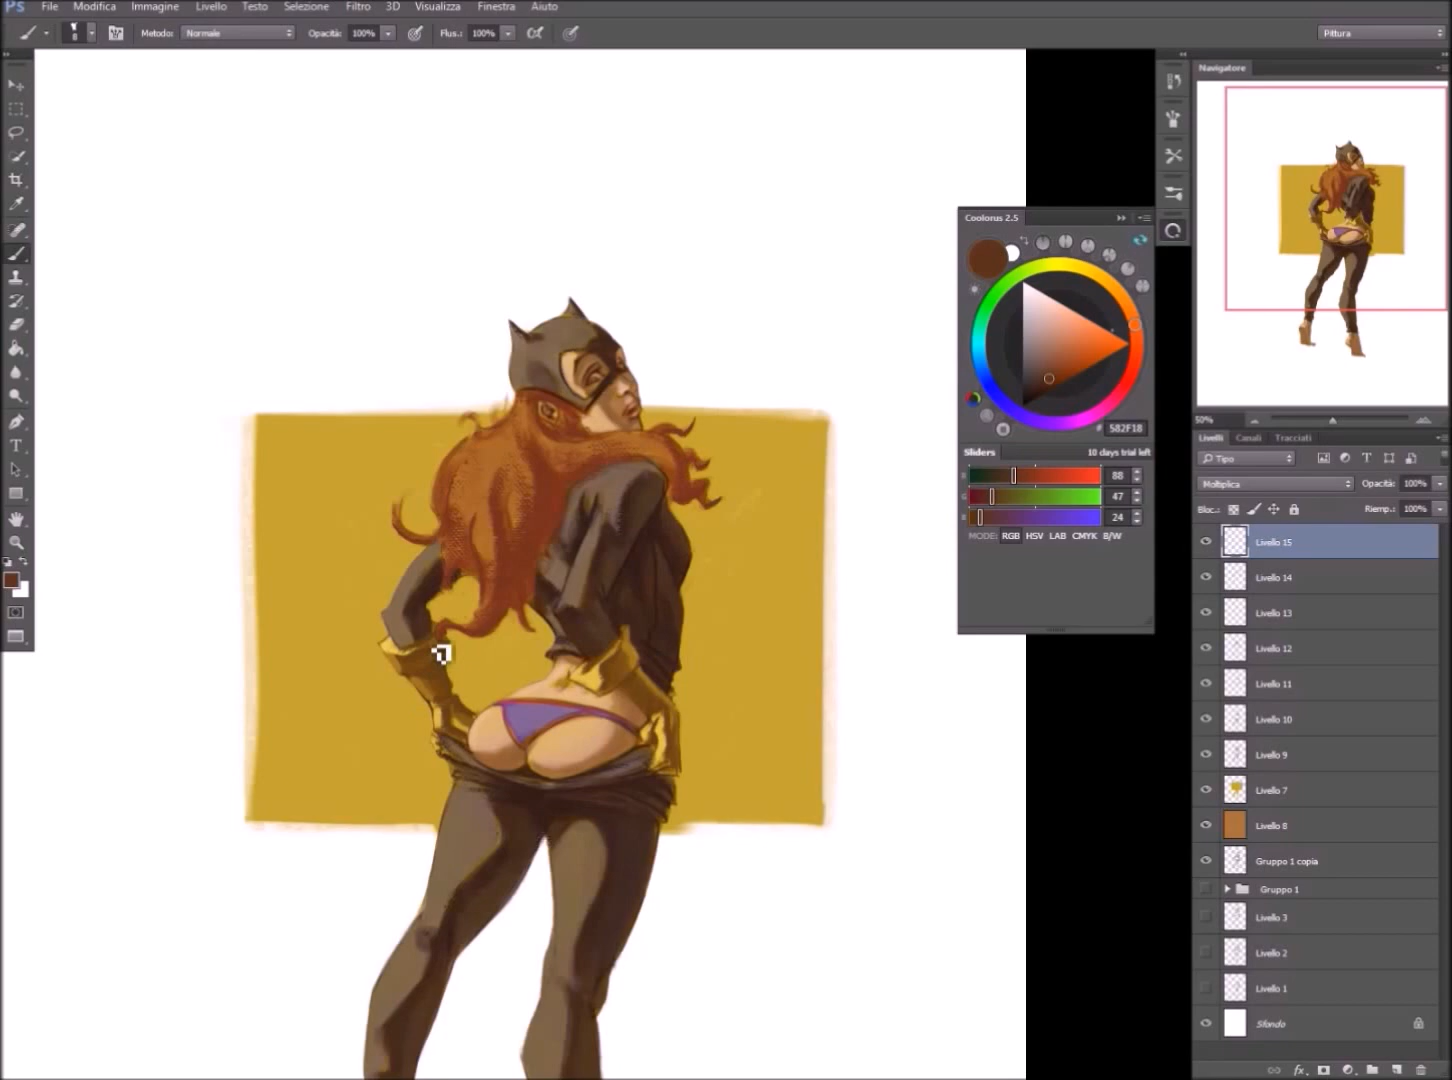 Ps File Modifica Immagine Livello Testo Selezione Filtro 3D Visualizza Finestra Aiuto
8 Metodo: Normale Opacità: 100% Flus.: 100% Pittura
Navigatore
Coolorus 2.5
50%
# 582F18
Livelli Canali Tracciati
Sliders 10 days trial left
Tipo
88
Moltiplica Opacità: 100%
47
Bloc.: Riemp.: 100%
24
MODE: RGB HSV LAB CMYK B/W
Livello 15
Livello 14
Livello 13
Livello 12
Livello 11
Livello 10
Livello 9
Livello 7
Livello 8
Gruppo 1 copia
Gruppo 1
Livello 3
Livello 2
Livello 1
Sfondo
fx